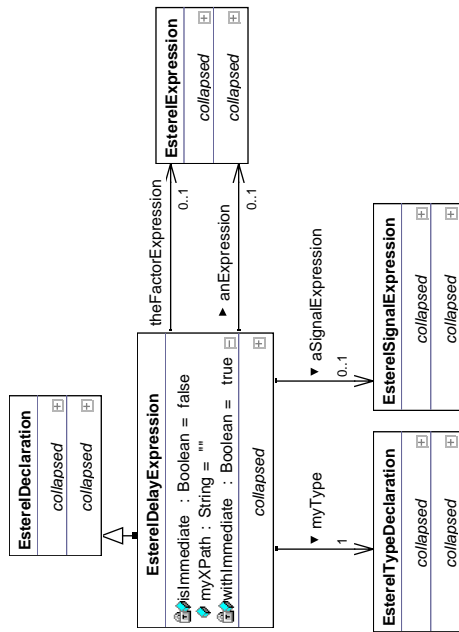 EsterelDeclaration
collapsed
collapsed
EsterelDelayExpression
isImmediate : Boolean = false
myXPath : String = ""
withImmediate : Boolean = true
collapsed
theFactorExpression
0..1
anExpression
0..1
EsterelExpression
collapsed
collapsed
myType
1
aSignalExpression
0..1
EsterelTypeDeclaration
collapsed
collapsed
EsterelSignalExpression
collapsed
collapsed